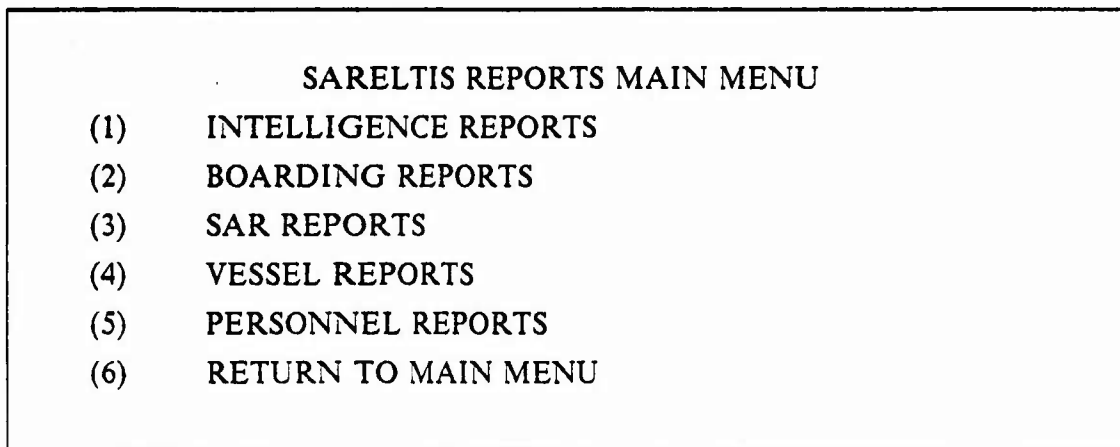 SARELTIS REPORTS MAIN MENU
(1) INTELLIGENCE REPORTS
(2) BOARDING REPORTS
(3) SAR REPORTS
(4) VESSEL REPORTS
(5) PERSONNEL REPORTS
(6) RETURN TO MAIN MENU